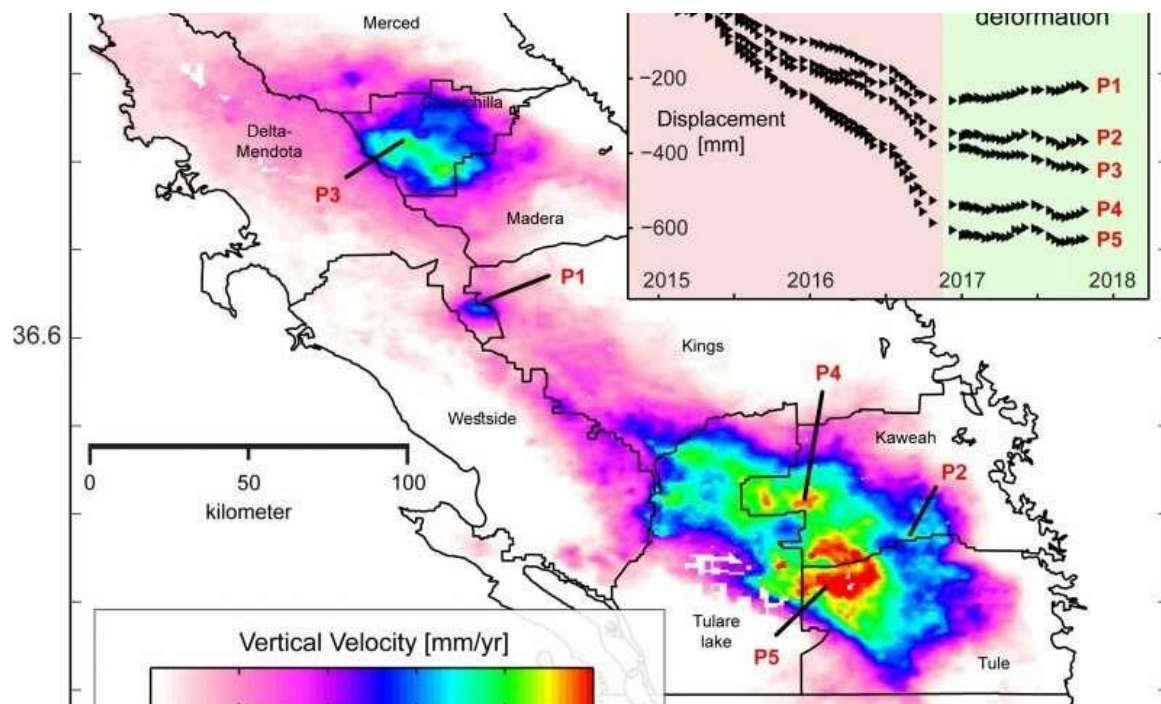 Merced
deformation
Delta-
Mendota
P3
Madera
P1
36.6
Kings
P4
Westside
Kaweah
P2
0 50 100
kilometer
Tulare
lake
P5
Tule
Vertical Velocity [mm/yr]
Displacement
[mm]
−200
−400
−600
2015 2016 2017 2018
P1
P2
P3
P4
P5